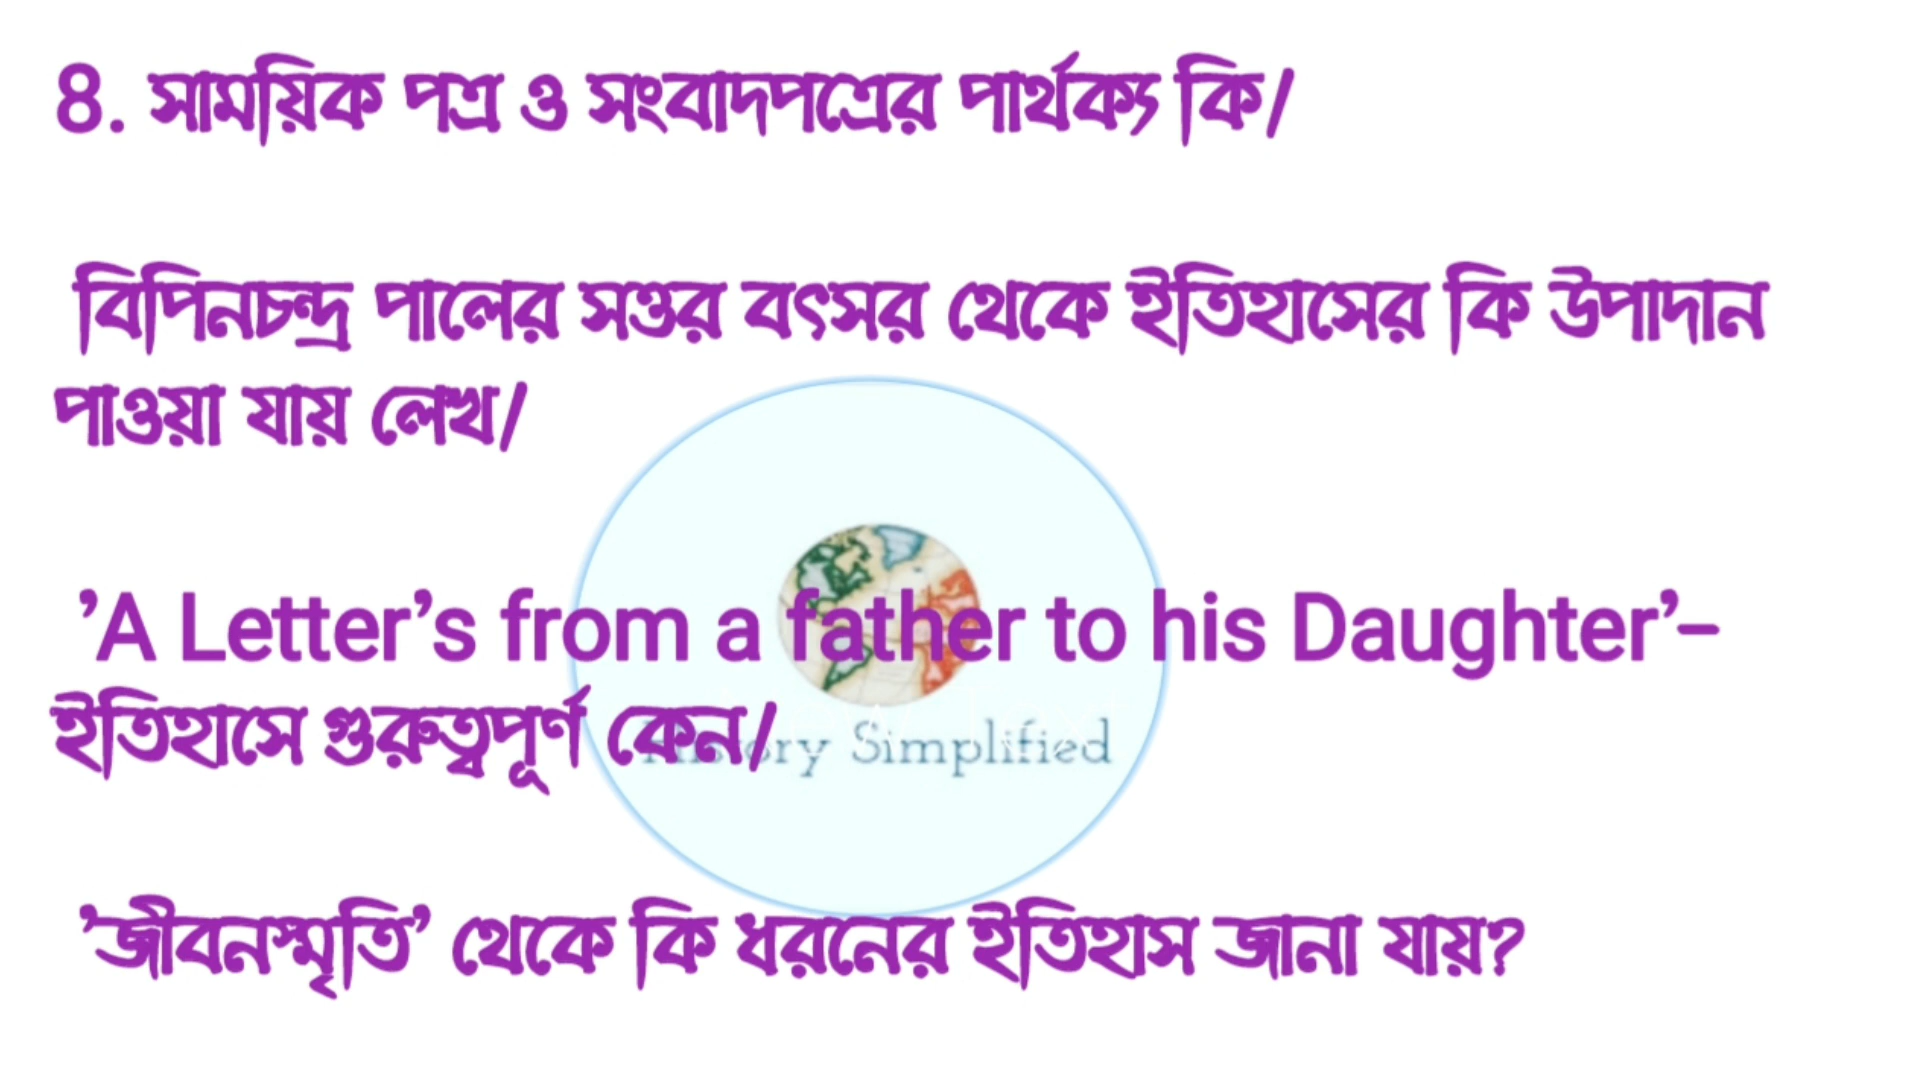 8. সাময়িক পত্র ও সংবাদপত্রের পার্থক্য কি/
বিপিনচন্দ্র পালের সত্তর বৎসর থেকে ইতিহাসের কি উপাদান
পাওয়া যায় লেখ/
’A Letter’s from a father to his Daughter’–
ইতিহাসে গুরুত্বপূর্ণ কেন/
History Simplified
’জীবনস্মৃতি’ থেকে কি ধরনের ইতিহাস জানা যায়?